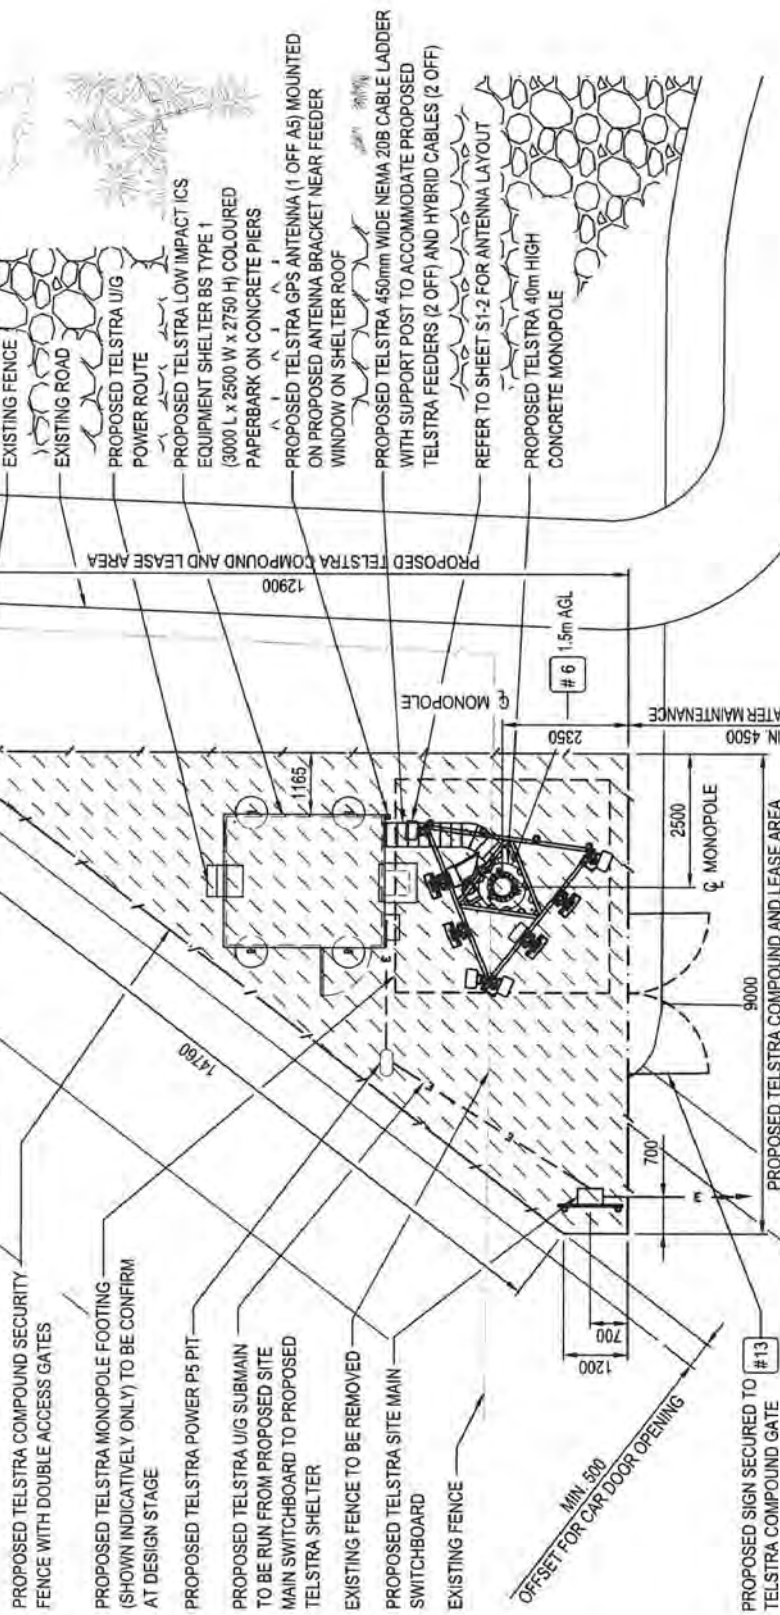 EXISTING FENCE
EXISTING ROAD
PROPOSED TELSTRA U/G
POWER ROUTE
PROPOSED TELSTRA LOW IMPACT ICS
EQUIPMENT SHELTER BS TYPE 1
(3000 L x 2500 W x 2750 H) COLOURED
PAPERBARK ON CONCRETE PIERS
PROPOSED TELSTRA GPS ANTENNA (1 OFF A5) MOUNTED
ON PROPOSED ANTENNA BRACKET NEAR FEEDER
WINDOW ON SHELTER ROOF
PROPOSED TELSTRA 450mm WIDE NEMA 20B CABLE LADDER
WITH SUPPORT POST TO ACCOMMODATE PROPOSED
TELSTRA FEEDERS (2 OFF) AND HYBRID CABLES (2 OFF)
REFER TO SHEET S1-2 FOR ANTENNA LAYOUT
PROPOSED TELSTRA 40m HIGH
CONCRETE MONOPOLE
PROPOSED TELSTRA COMPOUND AND LEASE AREA
12900
# 6 1.5m AGL
℄ MONOPOLE
2350
ATER MAINTENANCE
IN. 4500
1165
2500
℄ MONOPOLE
9000
PROPOSED TELSTRA COMPOUND AND LEASE AREA
14760
E
E
E
E
700
700
1200
PROPOSED TELSTRA COMPOUND SECURITY
FENCE WITH DOUBLE ACCESS GATES
PROPOSED TELSTRA MONOPOLE FOOTING
(SHOWN INDICATIVELY ONLY) TO BE CONFIRM
AT DESIGN STAGE
PROPOSED TELSTRA POWER P5 PIT
PROPOSED TELSTRA U/G SUBMAIN
TO BE RUN FROM PROPOSED SITE
MAIN SWITCHBOARD TO PROPOSED
TELSTRA SHELTER
EXISTING FENCE TO BE REMOVED
PROPOSED TELSTRA SITE MAIN
SWITCHBOARD
EXISTING FENCE
MIN. 500
OFFSET FOR CAR DOOR OPENING
PROPOSED SIGN SECURED TO
TELSTRA COMPOUND GATE
#13